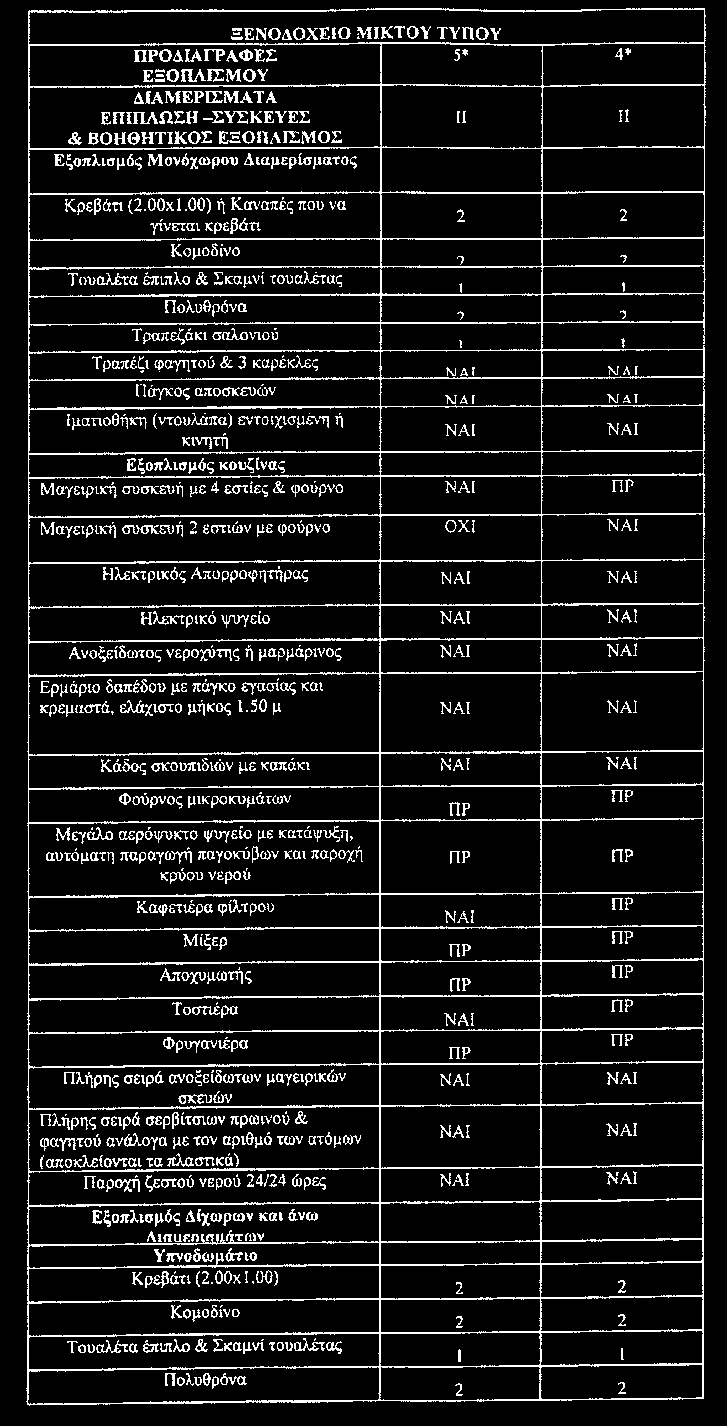 ΞΕΝΟΔΟΧΕΙΟ ΜΙΚΤΟΥ ΤΥΠΟΥ
ΠΡΟΔΙΑΓΡΑΦΕΣ 5* 4*
ΕΞΟΠΛΙΣΜΟΥ
ΔΙΑΜΕΡΙΣΜΑΤΑ
ΕΠΙΠΛΩΣΗ –ΣΥΣΚΕΥΕΣ ΙΙ ΙΙ
& ΒΟΗΘΗΤΙΚΟΣ ΕΞΟΠΛΙΣΜΟΣ
Εξοπλισμός Μονόχωρου Διαμερίσματος
Κρεβάτι (2.00x1.00) ή Καναπές που να 2 2
γίνεται κρεβάτι
Κομοδίνο 2 2
Τουαλέτα έπιπλο & Σκαμνί τουαλέτας 1 1
Πολυθρόνα 2 2
Τραπεζάκι σαλονιού 1 1
Τραπέζι φαγητού & 3 καρέκλες ΝΑΙ ΝΑΙ
Πάγκος αποσκευών ΝΑΙ ΝΑΙ
Ιματιοθήκη (ντουλάπα) εντοιχισμένη ή ΝΑΙ ΝΑΙ
κινητή
Εξοπλισμός κουζίνας
Μαγειρική συσκευή με 4 εστίες & φούρνο ΝΑΙ ΠΡ
Μαγειρική συσκευή 2 εστιών με φούρνο ΟΧΙ ΝΑΙ
Ηλεκτρικός Απορροφητήρας ΝΑΙ ΝΑΙ
Ηλεκτρικό ψυγείο ΝΑΙ ΝΑΙ
Ανοξείδωτος νεροχύτης ή μαρμάρινος ΝΑΙ ΝΑΙ
Ερμάριο δαπέδου με πάγκο εγασίας και
κρεμαστά, ελάχιστο μήκος 1.50 μ ΝΑΙ ΝΑΙ
Κάδος σκουπιδιών με καπάκι ΝΑΙ ΝΑΙ
Φούρνος μικροκυμάτων ΠΡ ΠΡ
Μεγάλο αερόψυκτο ψυγείο με κατάψυξη,
αυτόματη παραγωγή παγοκύβων και παροχή ΠΡ ΠΡ
κρύου νερού
Καφετιέρα φίλτρου ΝΑΙ ΠΡ
Μίξερ ΠΡ ΠΡ
Αποχυμωτής ΠΡ ΠΡ
Τοστιέρα ΝΑΙ ΠΡ
Φρυγανιέρα ΠΡ ΠΡ
Πλήρης σειρά ανοξείδωτων μαγειρικών ΝΑΙ ΝΑΙ
σκευών
Πλήρης σειρά σερβίτσιων πρωινού &
φαγητού ανάλογα με τον αριθμό των ατόμων ΝΑΙ ΝΑΙ
(αποκλείονται τα πλαστικά)
Παροχή ζεστού νερού 24/24 ώρες ΝΑΙ ΝΑΙ
Εξοπλισμός Δίχωρων και άνω
Διαμερισμάτων
Υπνοδωμάτιο
Κρεβάτι (2.00x1.00) 2 2
Κομοδίνο 2 2
Τουαλέτα έπιπλο & Σκαμνί τουαλέτας 1 1
Πολυθρόνα 2 2